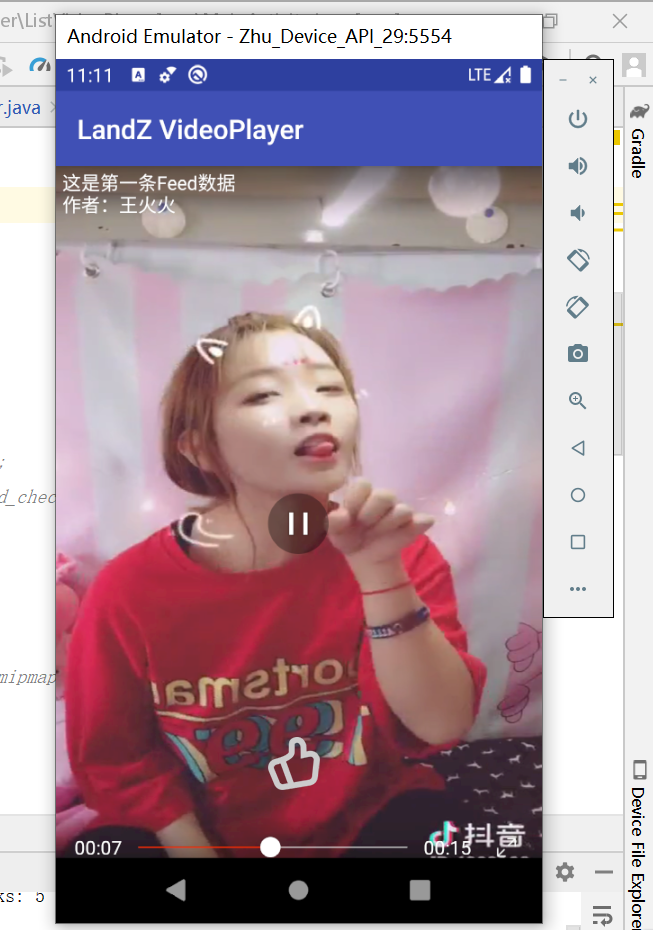 er\List
Android Emulator - Zhu_Device_API_29:5554
11:11
A
LTE
r.java
LandZ VideoPlayer
Gradle
这是第一条Feed数据
作者：王火火
;
d_chec
mipmap
00:07
00:15
抖音
Device File Explorer
ks: 5